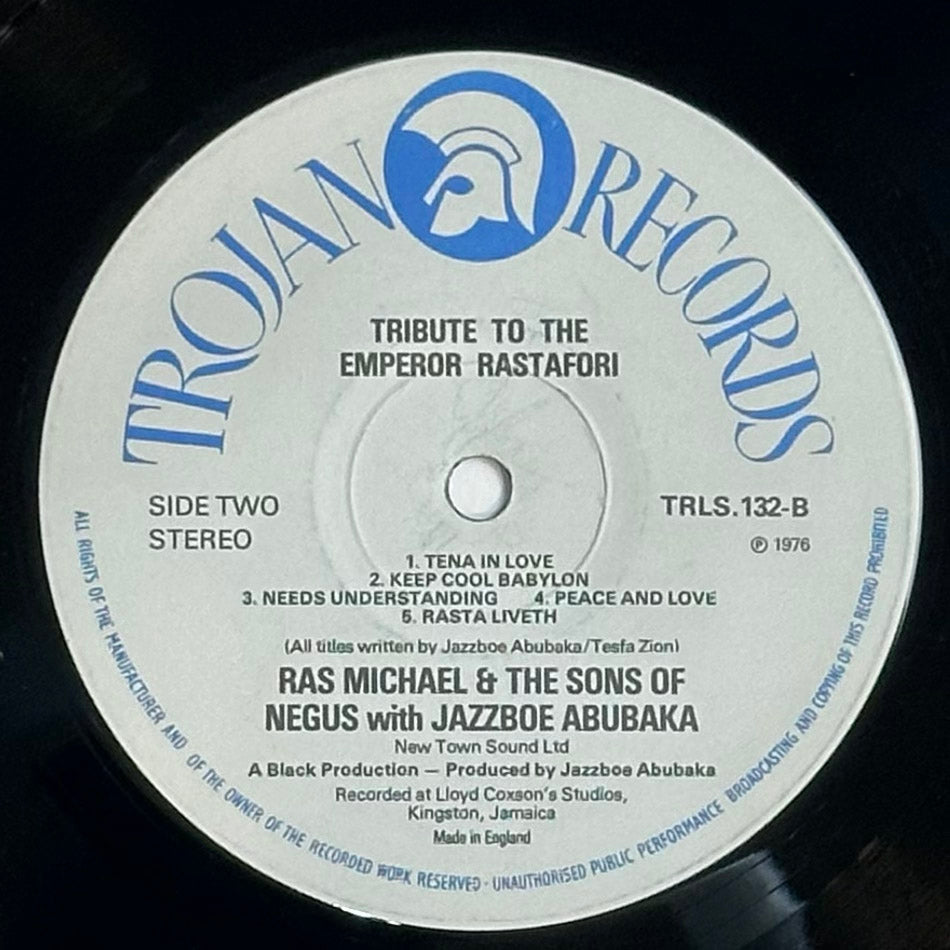 TROJAN RECORDS
TRIBUTE TO THE
EMPEROR RASTAFORI
SIDE TWO
STEREO
TRLS.132-B
℗ 1976
1. TENA IN LOVE
2. KEEP COOL BABYLON
3. NEEDS UNDERSTANDING 4. PEACE AND LOVE
5. RASTA LIVETH
(All titles written by Jazzboe Abubaka/Tesfa Zion)
RAS MICHAEL & THE SONS OF
NEGUS with JAZZBOE ABUBAKA
New Town Sound Ltd
A Black Production — Produced by Jazzboe Abubaka
Recorded at Lloyd Coxson's Studios,
Kingston, Jamaica
Made in England
ALL RIGHTS OF THE MANUFACTURER AND OF THE OWNER OF THE RECORDED WORK RESERVED · UNAUTHORISED PUBLIC PERFORMANCE BROADCASTING AND COPYING OF THIS RECORD PROHIBITED